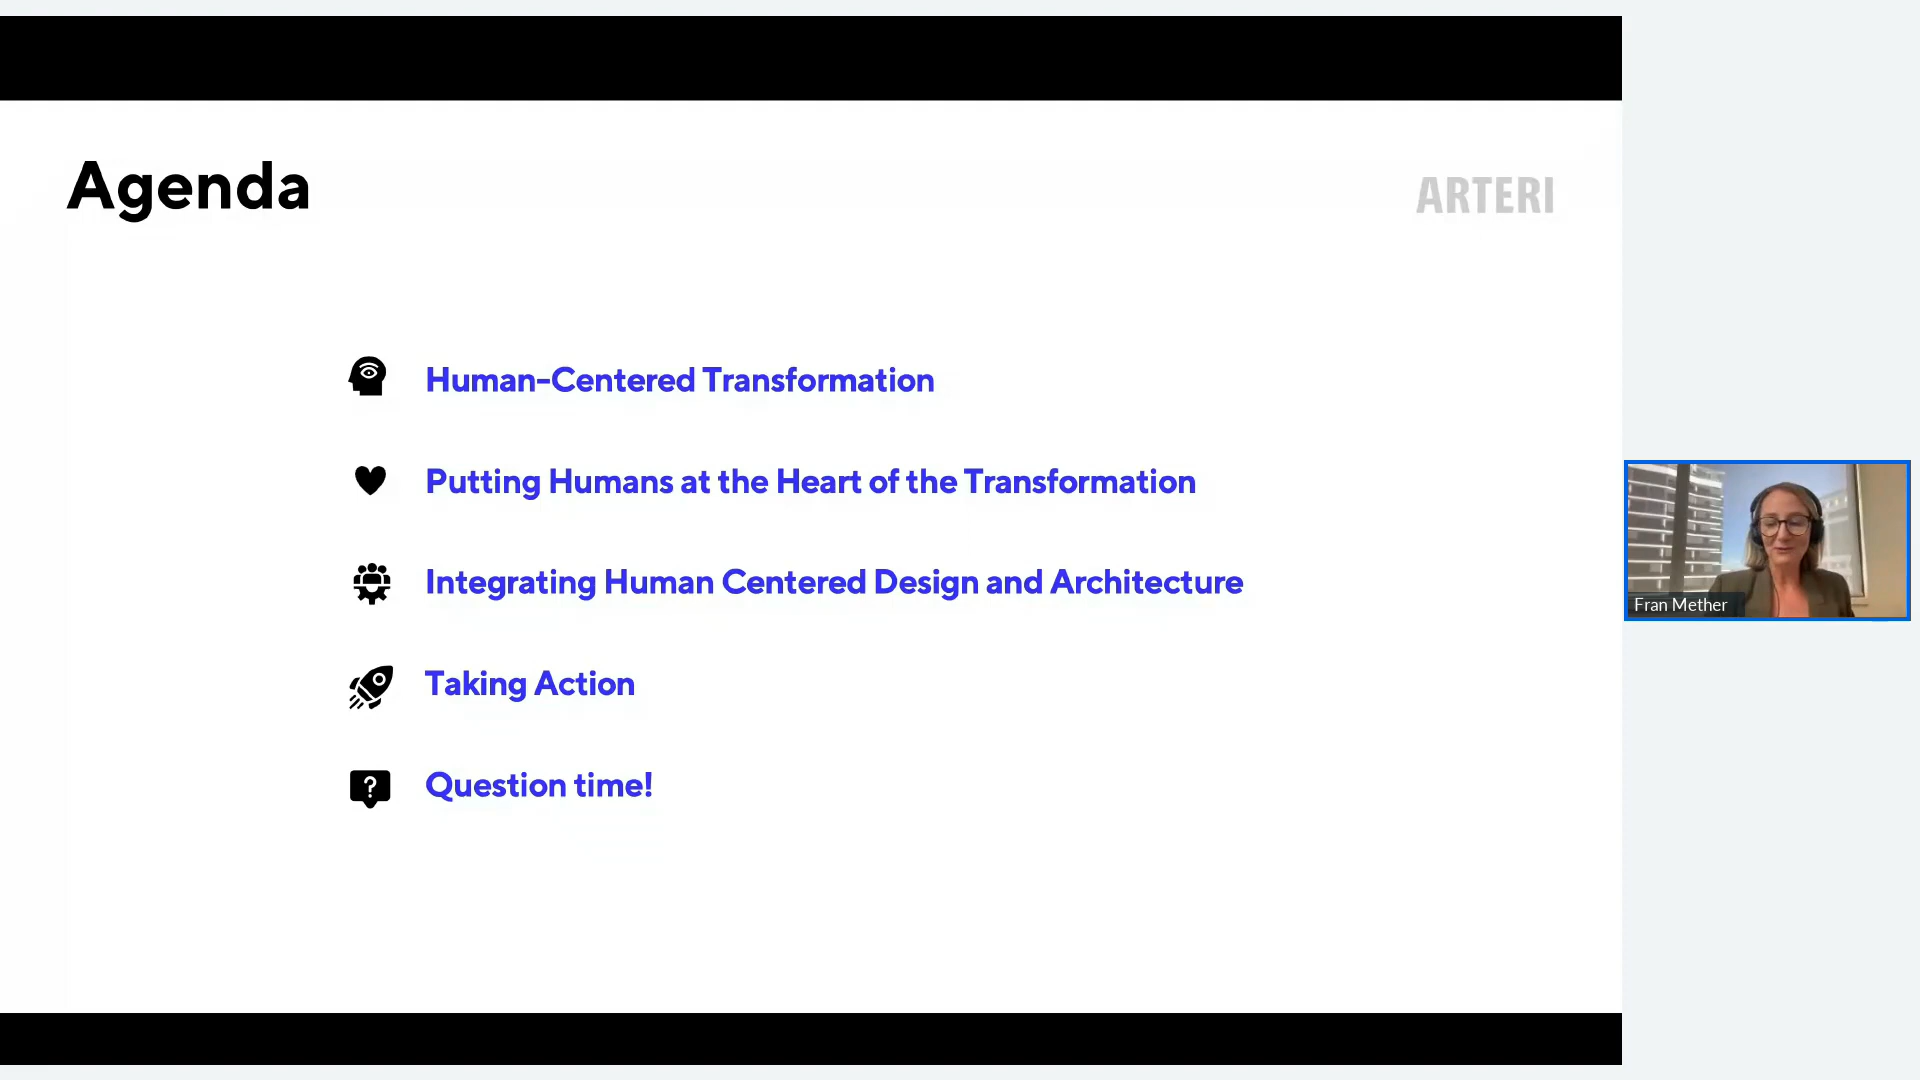 Agenda
ARTERI
Human-Centered Transformation
Putting Humans at the Heart of the Transformation
Integrating Human Centered Design and Architecture
Taking Action
?
Question time!
Fran Mether